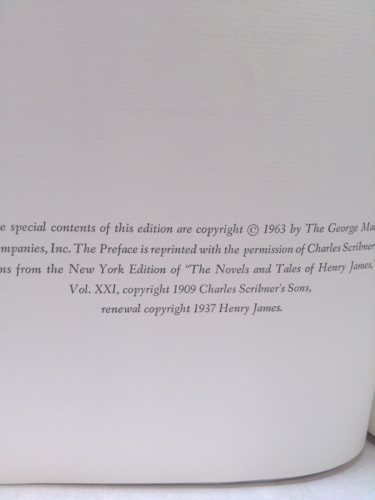 e special contents of this edition are copyright © 1963 by The George Ma
mpanies, Inc. The Preface is reprinted with the permission of Charles Scribner
ns from the New York Edition of "The Novels and Tales of Henry James,"
Vol. XXI, copyright 1909 Charles Scribner's Sons,
renewal copyright 1937 Henry James.